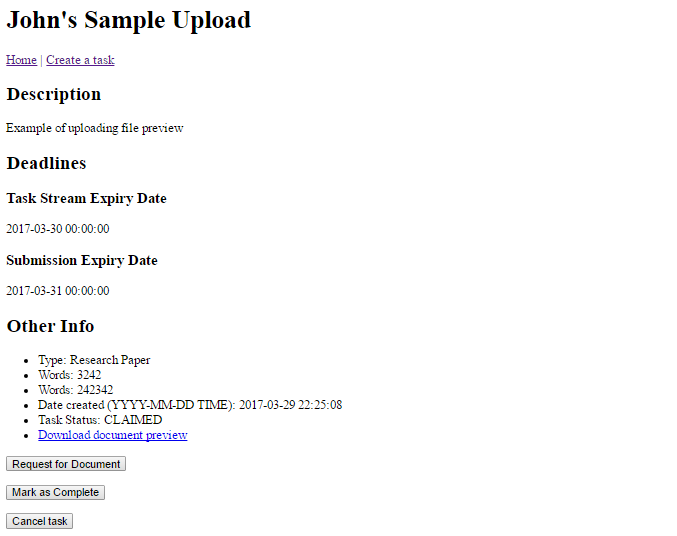 John's Sample Upload
Home | Create a task
Description
Example of uploading file preview
Deadlines
Task Stream Expiry Date
2017-03-30 00:00:00
Submission Expiry Date
2017-03-31 00:00:00
Other Info
Type: Research Paper
Words: 3242
Words: 242342
Date created (YYYY-MM-DD TIME): 2017-03-29 22:25:08
Task Status: CLAIMED
Download document preview
Request for Document
Mark as Complete
Cancel task